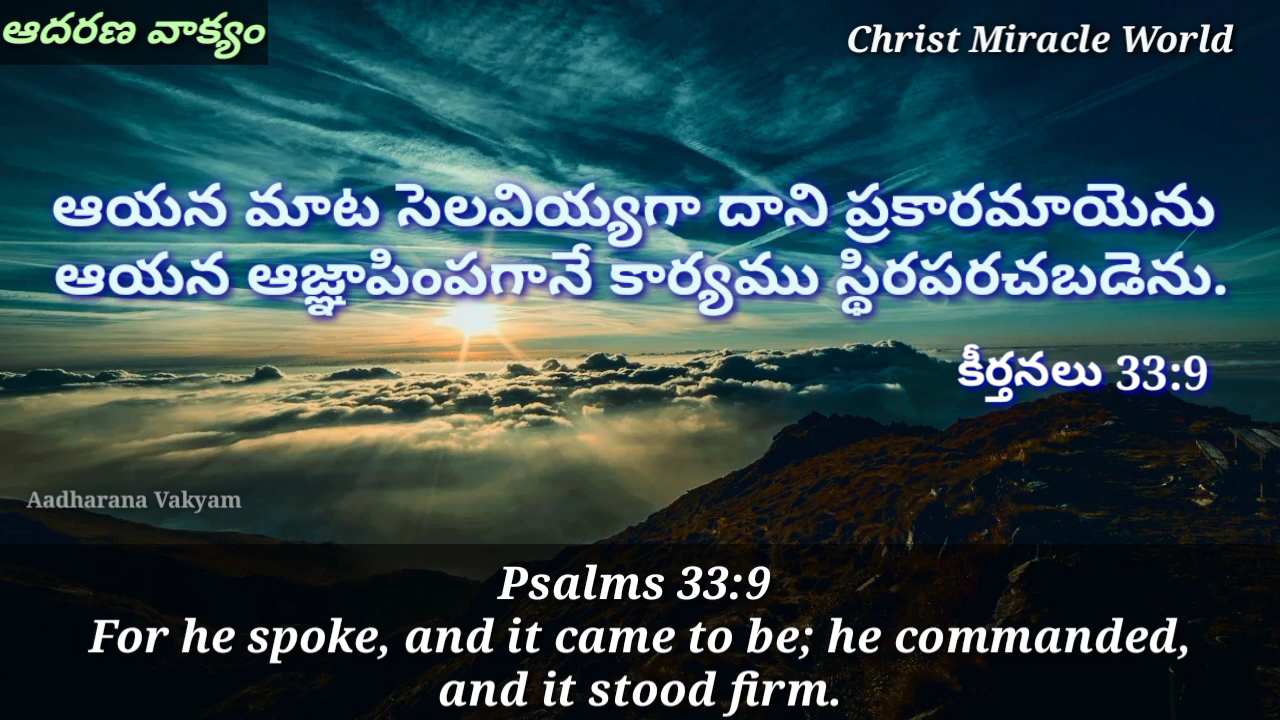 ఆదరణ వాక్యం
Christ Miracle World
ఆయన మాట సెలవియ్యగా దాని ప్రకారమాయెను
ఆయన ఆజ్ఞాపింపగానే కార్యము స్థిరపరచబడెను.
కీర్తనలు 33:9
Aadharana Vakyam
Psalms 33:9
For he spoke, and it came to be; he commanded,
and it stood firm.